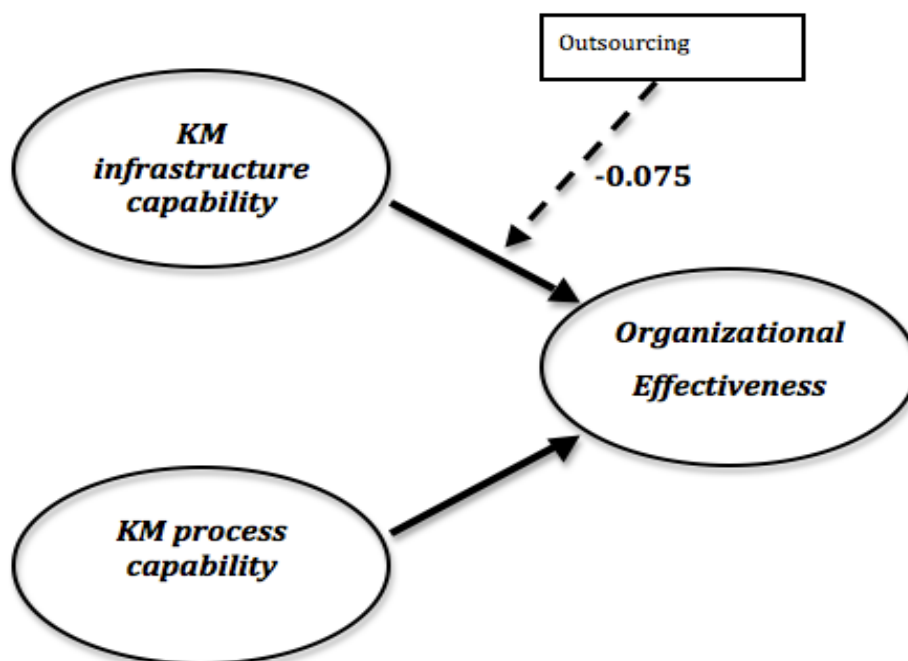 Outsourcing
KM
infrastructure
capability
-0.075
Organizational
Effectiveness
KM process
capability